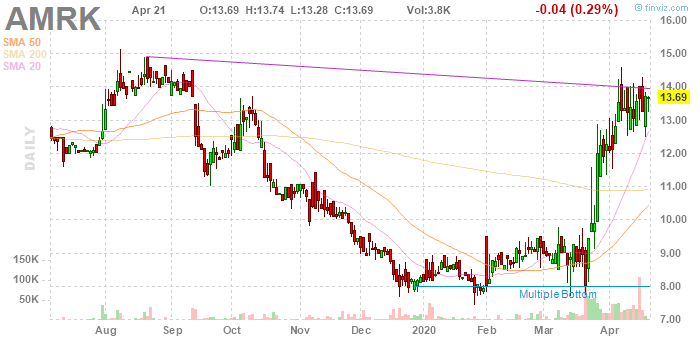 AMRK
Apr 21 O:13.69 H:13.74 L:13.28 C:13.69 Vol:3.8K -0.04 (0.29%)
© finviz.com
SMA 50
SMA 200
SMA 20
DAILY
16.00
15.00
14.00
13.69
13.00
12.00
11.00
10.00
9.00
8.00
7.00
150K
100K
50K
Multiple Bottom
Aug Sep Oct Nov Dec 2020 Feb Mar Apr